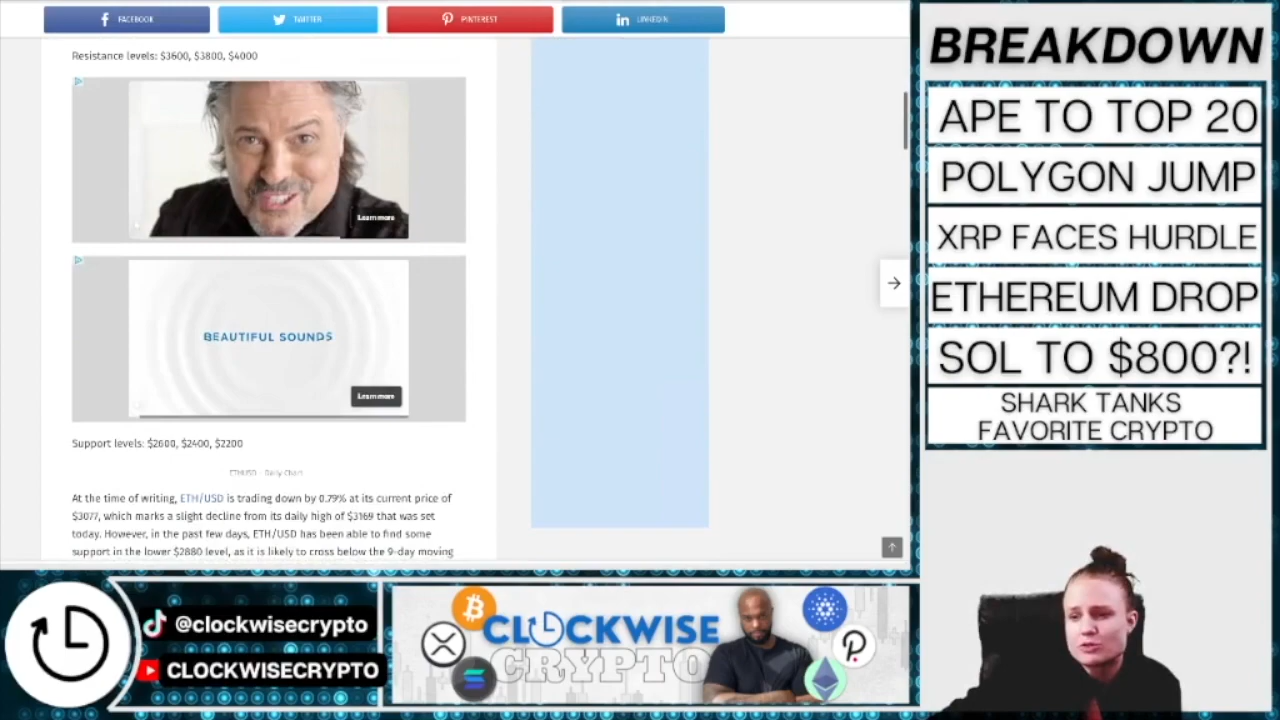 FACEBOOK
TWITTER
PINTEREST
LINKEDIN
Resistance levels: $3600, $3800, $4000
Learn more
BEAUTIFUL SOUNDS
Learn more
Support levels: $2600, $2400, $2200
ETHUSD - Daily Chart
At the time of writing, ETH/USD is trading down by 0.79% at its current price of
$3077, which marks a slight decline from its daily high of $3169 that was set
today. However, in the past few days, ETH/USD has been able to find some
support in the lower $2880 level, as it is likely to cross below the 9-day moving
BREAKDOWN
APE TO TOP 20
POLYGON JUMP
XRP FACES HURDLE
ETHEREUM DROP
SOL TO $800?!
SHARK TANKS
FAVORITE CRYPTO
@clockwisecrypto
CLOCKWISECRYPTO
CLOCKWISE
CRYPTO